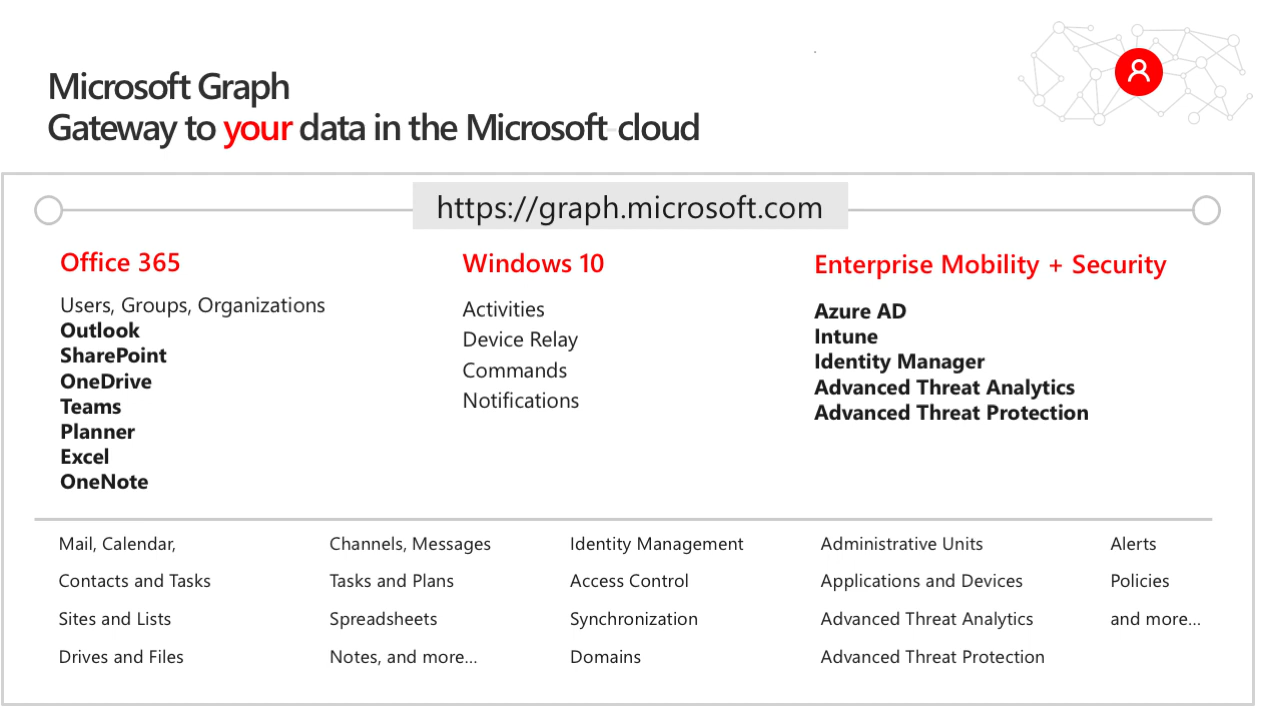 Microsoft Graph
Gateway to your data in the Microsoft cloud
https://graph.microsoft.com
Office 365
Users, Groups, Organizations
Outlook
SharePoint
OneDrive
Teams
Planner
Excel
OneNote
Windows 10
Activities
Device Relay
Commands
Notifications
Enterprise Mobility + Security
Azure AD
Intune
Identity Manager
Advanced Threat Analytics
Advanced Threat Protection
Mail, Calendar,
Contacts and Tasks
Sites and Lists
Drives and Files
Channels, Messages
Tasks and Plans
Spreadsheets
Notes, and more...
Identity Management
Access Control
Synchronization
Domains
Administrative Units
Applications and Devices
Advanced Threat Analytics
Advanced Threat Protection
Alerts
Policies
and more...